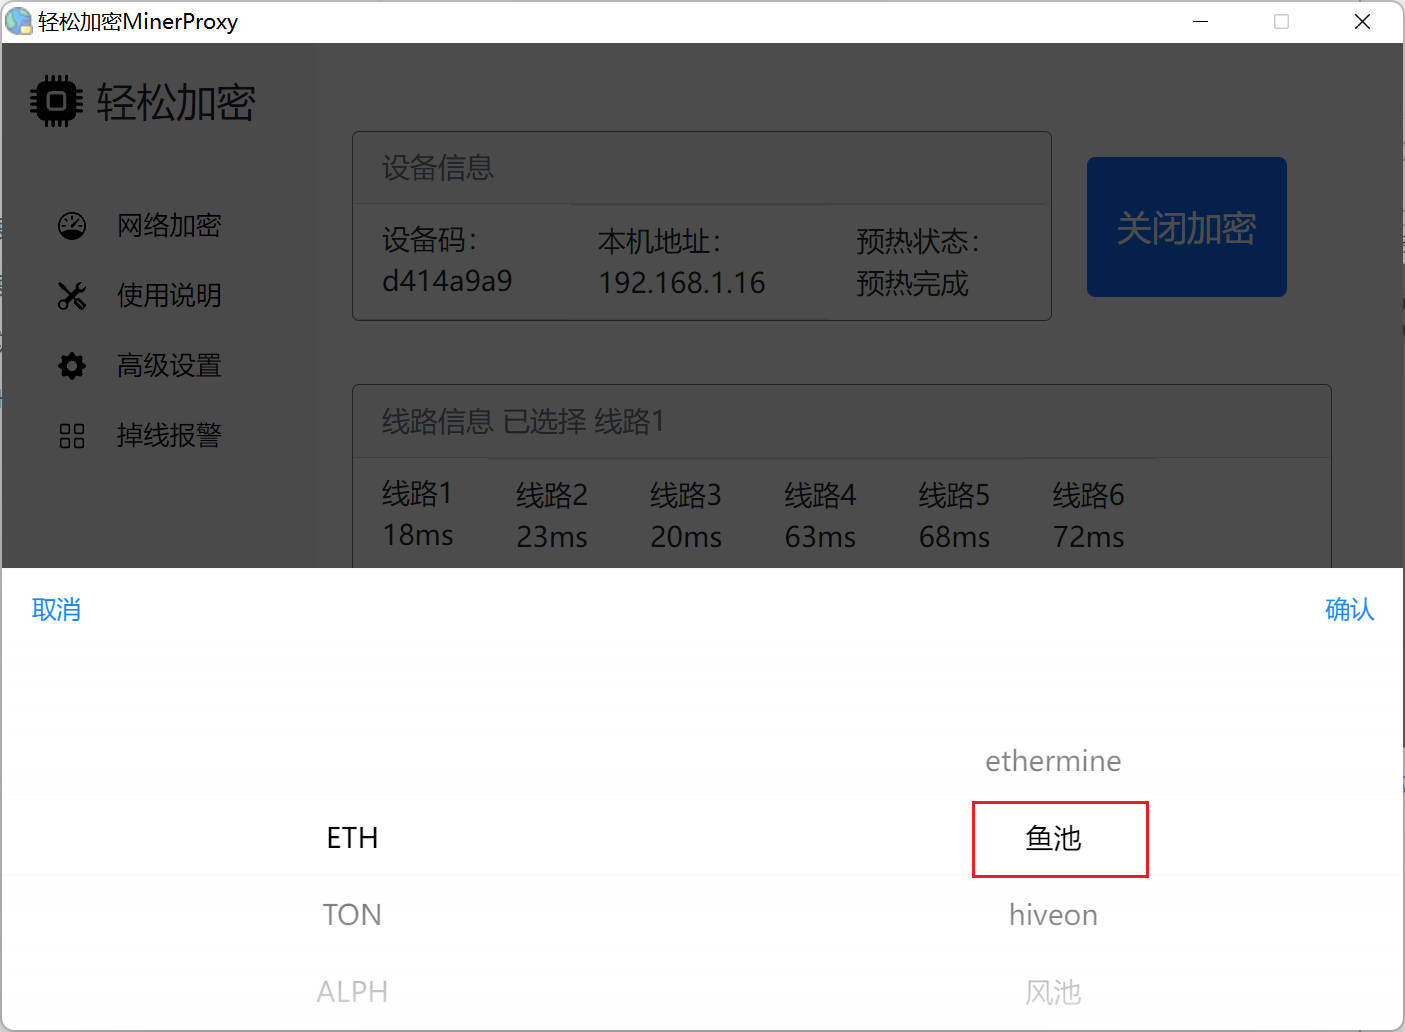 轻松加密MinerProxy
轻松加密
网络加密
使用说明
高级设置
掉线报警
设备信息
设备码：
d414a9a9
本机地址：
192.168.1.16
预热状态：
预热完成
关闭加密
线路信息 已选择 线路1
线路1 线路2 线路3 线路4 线路5 线路6
18ms 23ms 20ms 63ms 68ms 72ms
取消 确认
ethermine
ETH 鱼池
TON hiveon
ALPH 风池